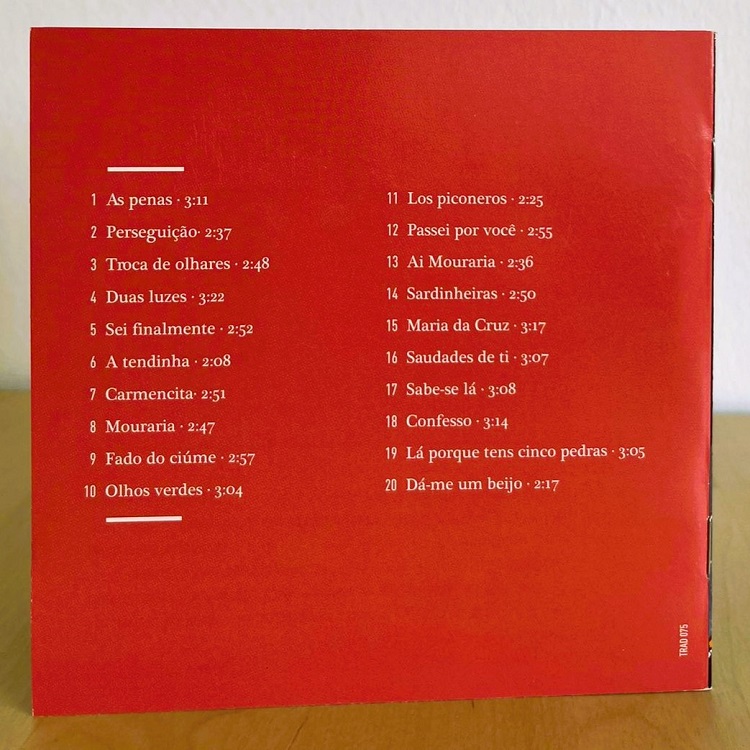 1 As penas · 3:11
2 Perseguição· 2:37
3 Troca de olhares · 2:48
4 Duas luzes · 3:22
5 Sei finalmente · 2:52
6 A tendinha · 2:08
7 Carmencita· 2:51
8 Mouraria · 2:47
9 Fado do ciúme · 2:57
10 Olhos verdes · 3:04
11 Los piconeros · 2:25
12 Passei por você · 2:55
13 Ai Mouraria · 2:36
14 Sardinheiras · 2:50
15 Maria da Cruz · 3:17
16 Saudades de ti · 3:07
17 Sabe-se lá · 3:08
18 Confesso · 3:14
19 Lá porque tens cinco pedras · 3:05
20 Dá-me um beijo · 2:17
TRAD 075